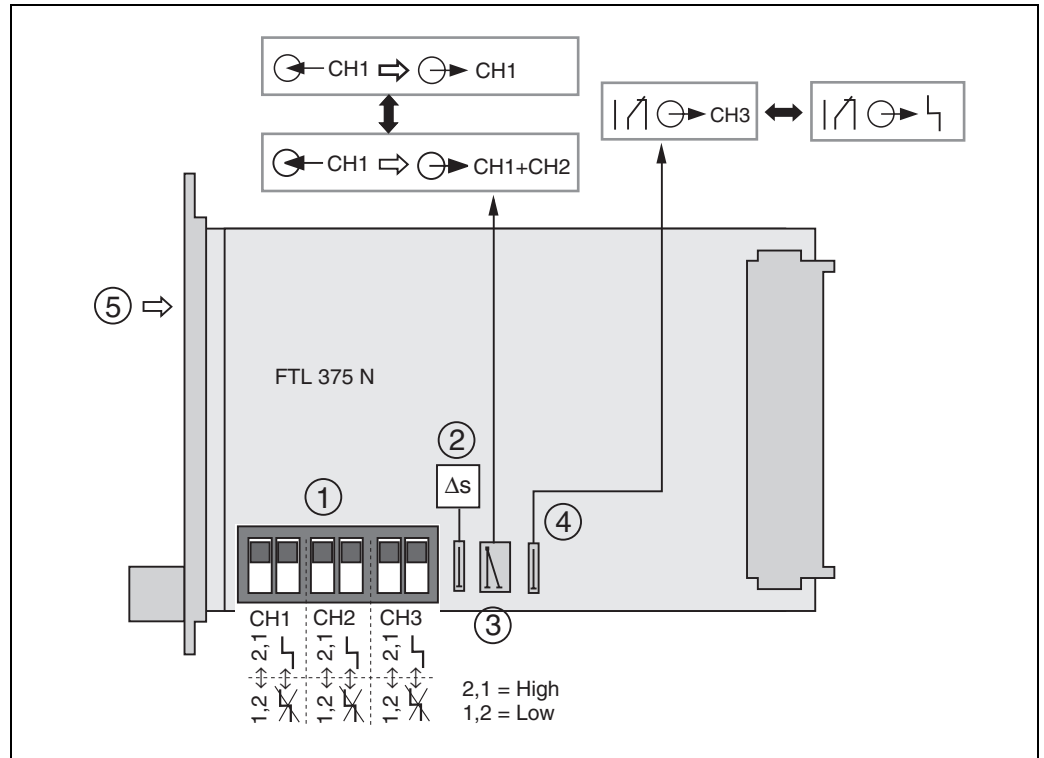 CH1 CH1
CH3
CH1 CH1+CH2
5
FTL 375 N
2
Δs
1
4
3
CH1 CH2 CH3
2,1 2,1 2,1
1,2 1,2 1,2
2,1 = High
1,2 = Low